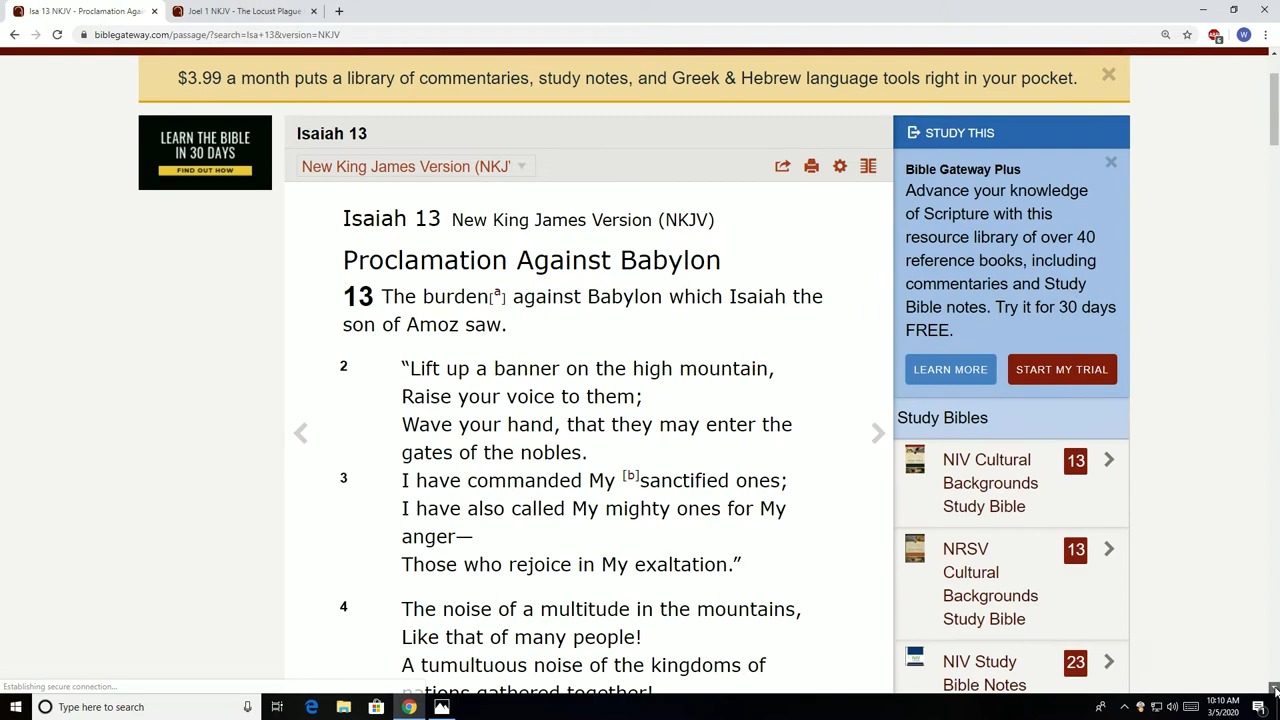 Isa 13 NKJV - Proclamation Aga
Joel 1 NKJV - The Locust Plague
biblegateway.com/passage/?search=Isa+13&version=NKJV
W
$3.99 a month puts a library of commentaries, study notes, and Greek & Hebrew language tools right in your pocket.
LEARN THE BIBLE
IN 30 DAYS
FIND OUT HOW
Isaiah 13
New King James Version (NKJV
Isaiah 13 New King James Version (NKJV)
Proclamation Against Babylon
13 The burden[a] against Babylon which Isaiah the
son of Amoz saw.
2 “Lift up a banner on the high mountain,
Raise your voice to them;
Wave your hand, that they may enter the
gates of the nobles.
3 I have commanded My [b]sanctified ones;
I have also called My mighty ones for My
anger—
Those who rejoice in My exaltation.”
4 The noise of a multitude in the mountains,
Like that of many people!
A tumultuous noise of the kingdoms of
nations gathered together!
STUDY THIS
Bible Gateway Plus
Advance your knowledge
of Scripture with this
resource library of over 40
reference books, including
commentaries and Study
Bible notes. Try it for 30 days
FREE.
LEARN MORE START MY TRIAL
Study Bibles
NIV Cultural 13
Backgrounds
Study Bible
NRSV 13
Cultural
Backgrounds
Study Bible
NIV Study 23
Bible Notes
Establishing secure connection...
Type here to search
10:10 AM
3/5/2020